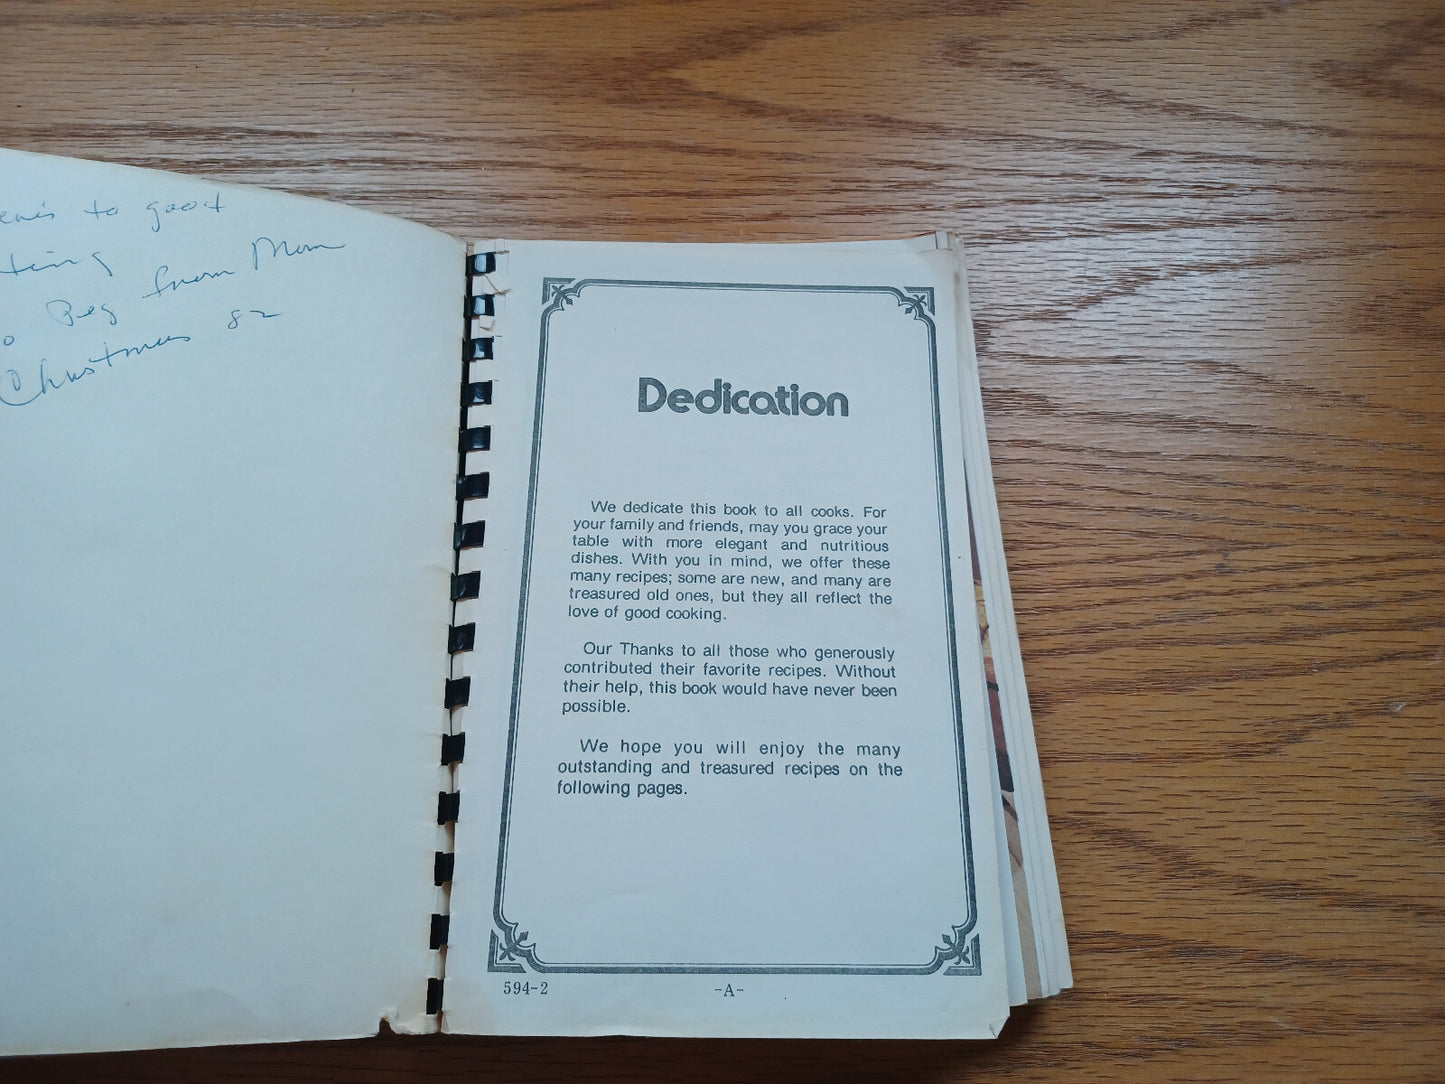 to good
Peg from Mom
Christmas 82
Dedication
We dedicate this book to all cooks. For
your family and friends, may you grace your
table with more elegant and nutritious
dishes. With you in mind, we offer these
many recipes; some are new, and many are
treasured old ones, but they all reflect the
love of good cooking.
Our Thanks to all those who generously
contributed their favorite recipes. Without
their help, this book would have never been
possible.
We hope you will enjoy the many
outstanding and treasured recipes on the
following pages.
594-2
-A-